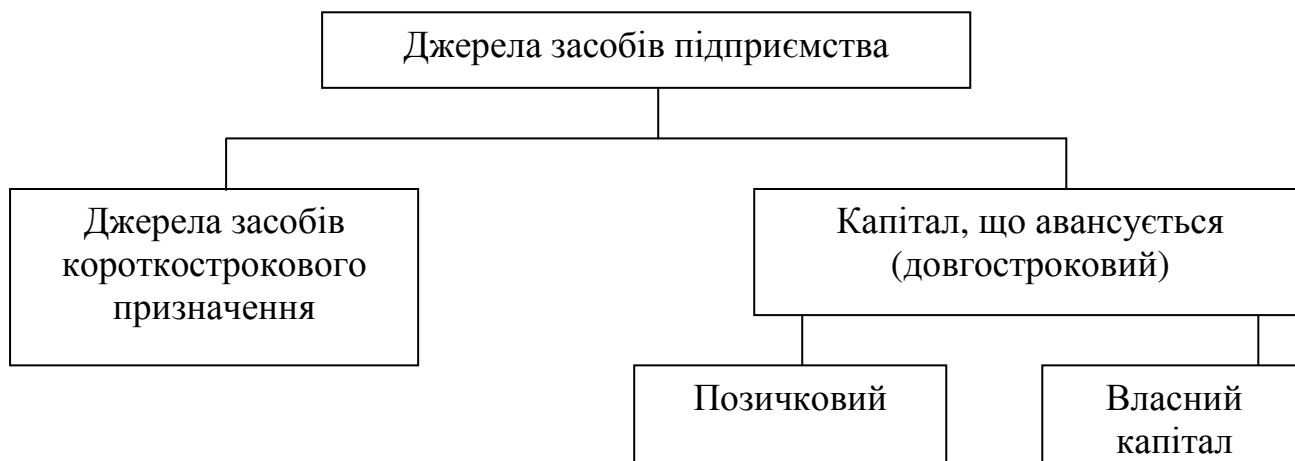 Джерела засобів підприємства
Джерела засобів
короткострокового
призначення
Капітал, що авансується
(довгостроковий)
Позичковий
Власний
капітал